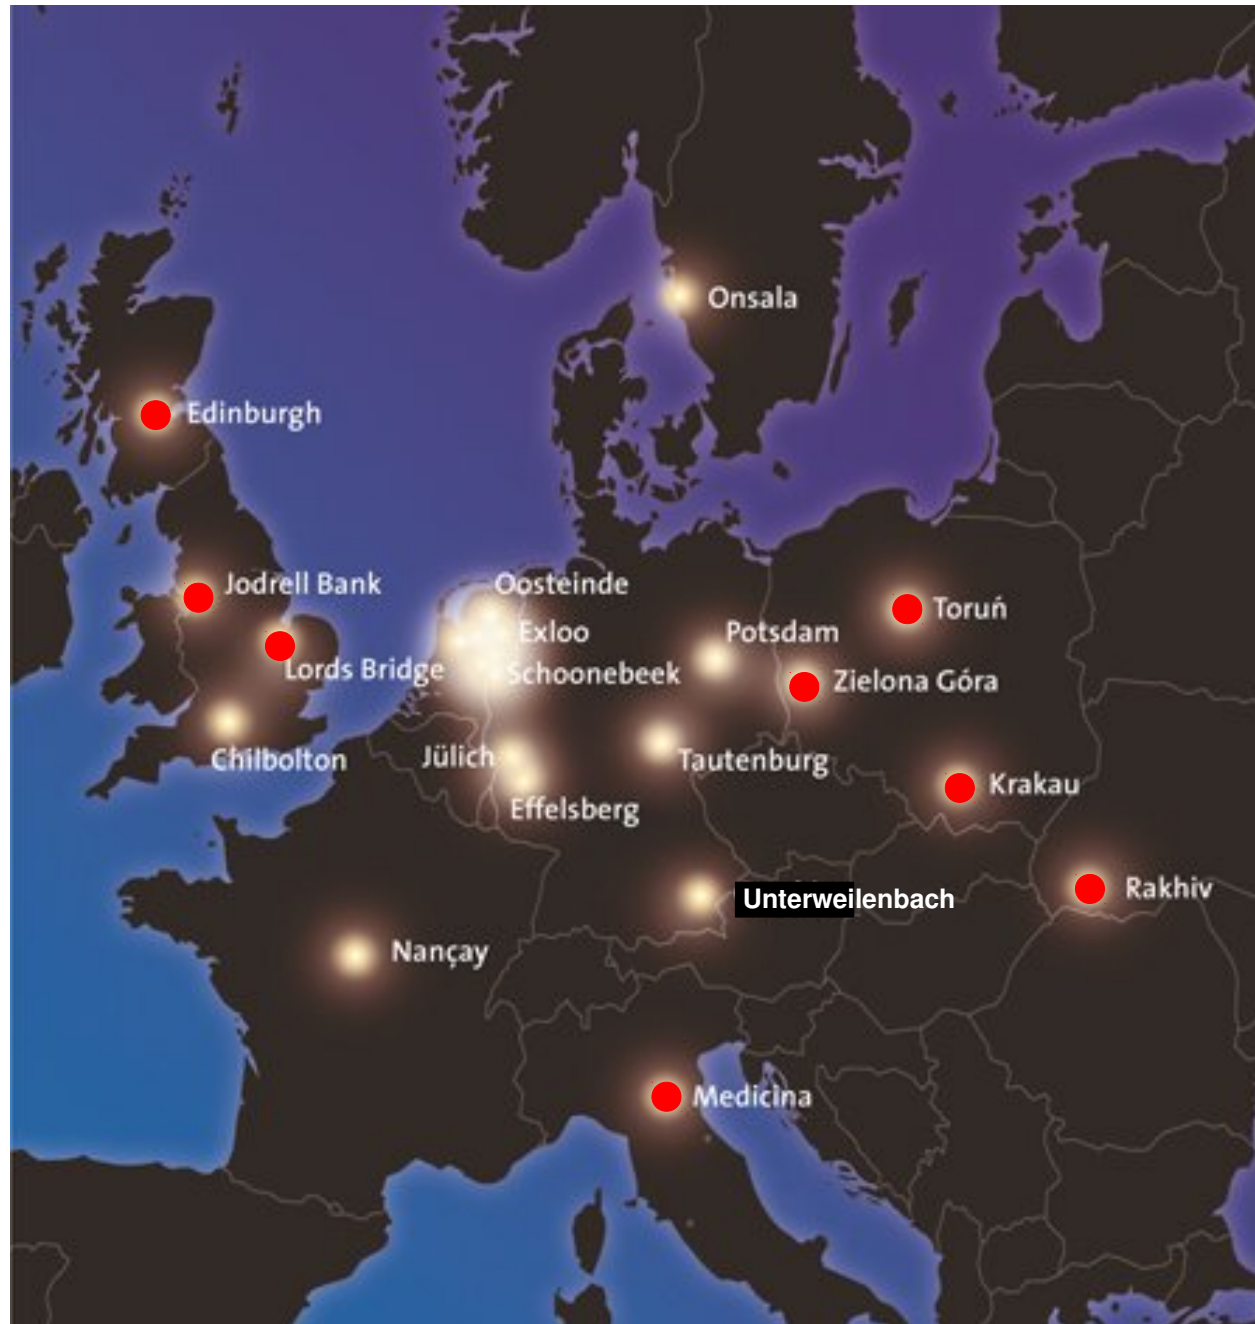 Onsala
Edinburgh
Jodrell Bank
Oosteinde
Toruń
Exloo
Potsdam
Lords Bridge
Schoonebeek
Zielona Góra
Chilbolton
Jülich
Tautenburg
Krakau
Effelsberg
Rakhiv
Unterweilenbach
Nançay
Medicina